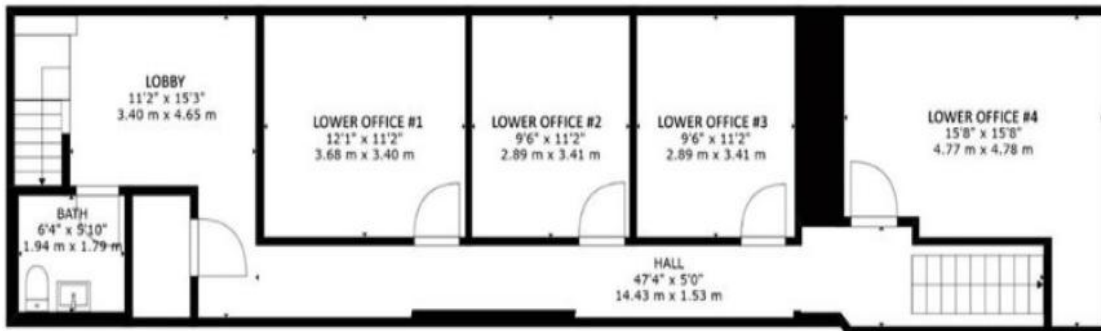 LOBBY
11'2" x 15'3"
3.40 m x 4.65 m
LOWER OFFICE #1
12'1" x 11'2"
3.68 m x 3.40 m
LOWER OFFICE #2
9'6" x 11'2"
2.89 m x 3.41 m
LOWER OFFICE #3
9'6" x 11'2"
2.89 m x 3.41 m
LOWER OFFICE #4
15'8" x 15'8"
4.77 m x 4.78 m
BATH
6'4" x 5'10"
1.94 m x 1.79 m
HALL
47'4" x 5'0"
14.43 m x 1.53 m